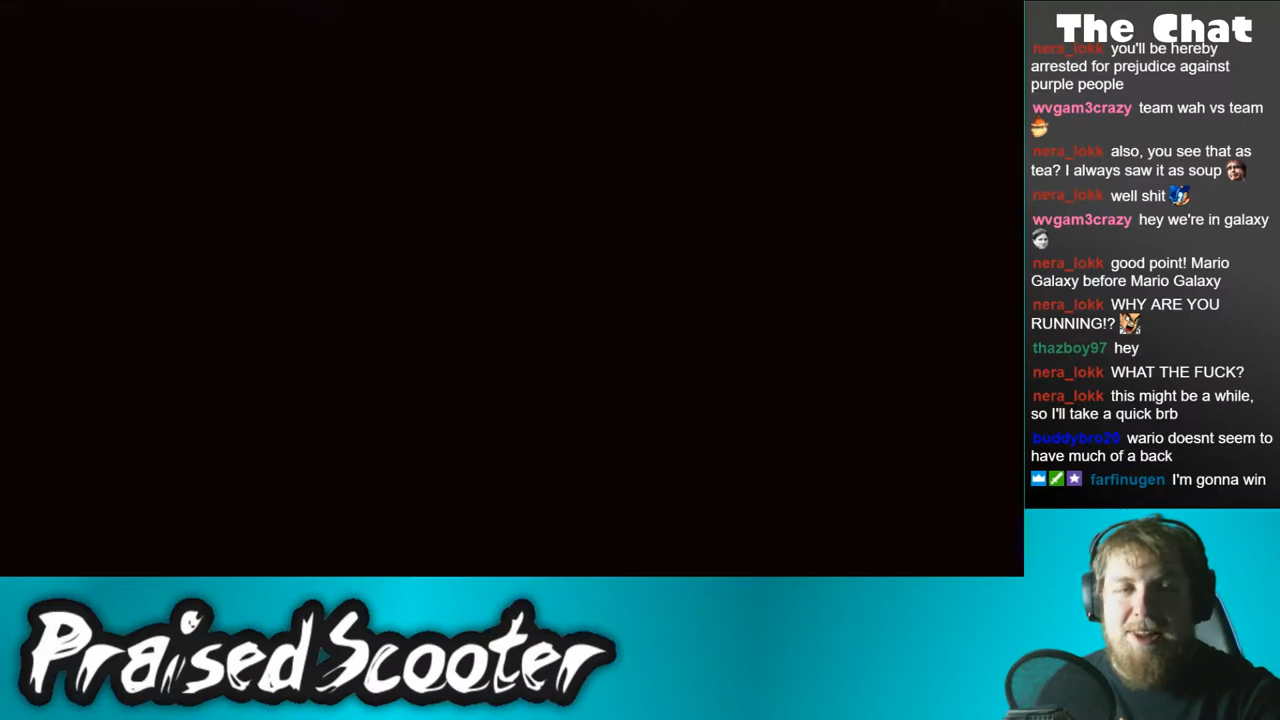 The Chat
nera_lokk you'll be hereby
arrested for prejudice against
purple people
wvgam3crazy team wah vs team
nera_lokk also, you see that as
tea? I always saw it as soup
nera_lokk well shit
wvgam3crazy hey we're in galaxy
nera_lokk good point! Mario
Galaxy before Mario Galaxy
nera_lokk WHY ARE YOU
RUNNING!?
thazboy97 hey
nera_lokk WHAT THE FUCK?
nera_lokk this might be a while,
so I'll take a quick brb
buddybro20 wario doesnt seem to
have much of a back
farfinugen I'm gonna win
PraisedScooter